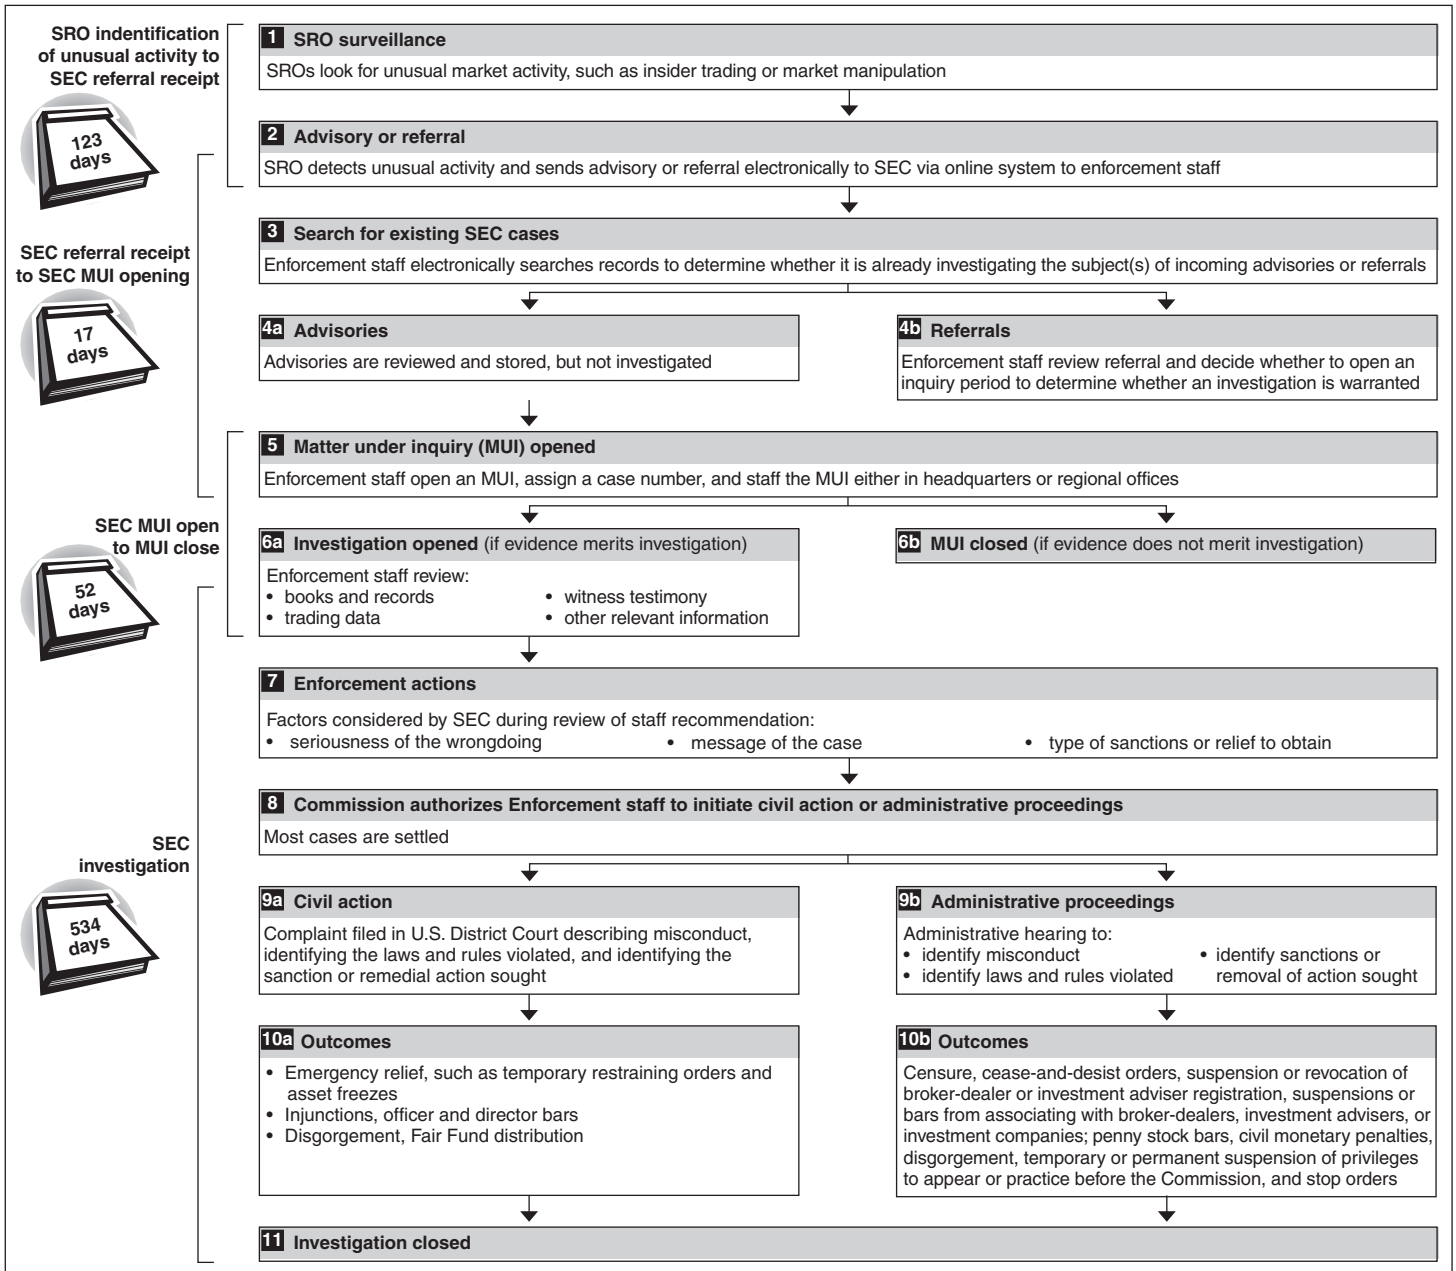 SRO indentification
of unusual activity to
SEC referral receipt
123
days
1 SRO surveillance
SROs look for unusual market activity, such as insider trading or market manipulation
2 Advisory or referral
SRO detects unusual activity and sends advisory or referral electronically to SEC via online system to enforcement staff
SEC referral receipt
to SEC MUI opening
17
days
3 Search for existing SEC cases
Enforcement staff electronically searches records to determine whether it is already investigating the subject(s) of incoming advisories or referrals
4a Advisories
Advisories are reviewed and stored, but not investigated
4b Referrals
Enforcement staff review referral and decide whether to open an
inquiry period to determine whether an investigation is warranted
5 Matter under inquiry (MUI) opened
Enforcement staff open an MUI, assign a case number, and staff the MUI either in headquarters or regional offices
SEC MUI open
to MUI close
52
days
6a Investigation opened (if evidence merits investigation)
Enforcement staff review:
• books and records
• trading data
• witness testimony
• other relevant information
6b MUI closed (if evidence does not merit investigation)
7 Enforcement actions
Factors considered by SEC during review of staff recommendation:
• seriousness of the wrongdoing
• message of the case
• type of sanctions or relief to obtain
8 Commission authorizes Enforcement staff to initiate civil action or administrative proceedings
Most cases are settled
SEC
investigation
534
days
9a Civil action
Complaint filed in U.S. District Court describing misconduct,
identifying the laws and rules violated, and identifying the
sanction or remedial action sought
9b Administrative proceedings
Administrative hearing to:
• identify misconduct
• identify laws and rules violated
• identify sanctions or
removal of action sought
10a Outcomes
• Emergency relief, such as temporary restraining orders and
asset freezes
• Injunctions, officer and director bars
• Disgorgement, Fair Fund distribution
10b Outcomes
Censure, cease-and-desist orders, suspension or revocation of
broker-dealer or investment adviser registration, suspensions or
bars from associating with broker-dealers, investment advisers, or
investment companies; penny stock bars, civil monetary penalties,
disgorgement, temporary or permanent suspension of privileges
to appear or practice before the Commission, and stop orders
11 Investigation closed